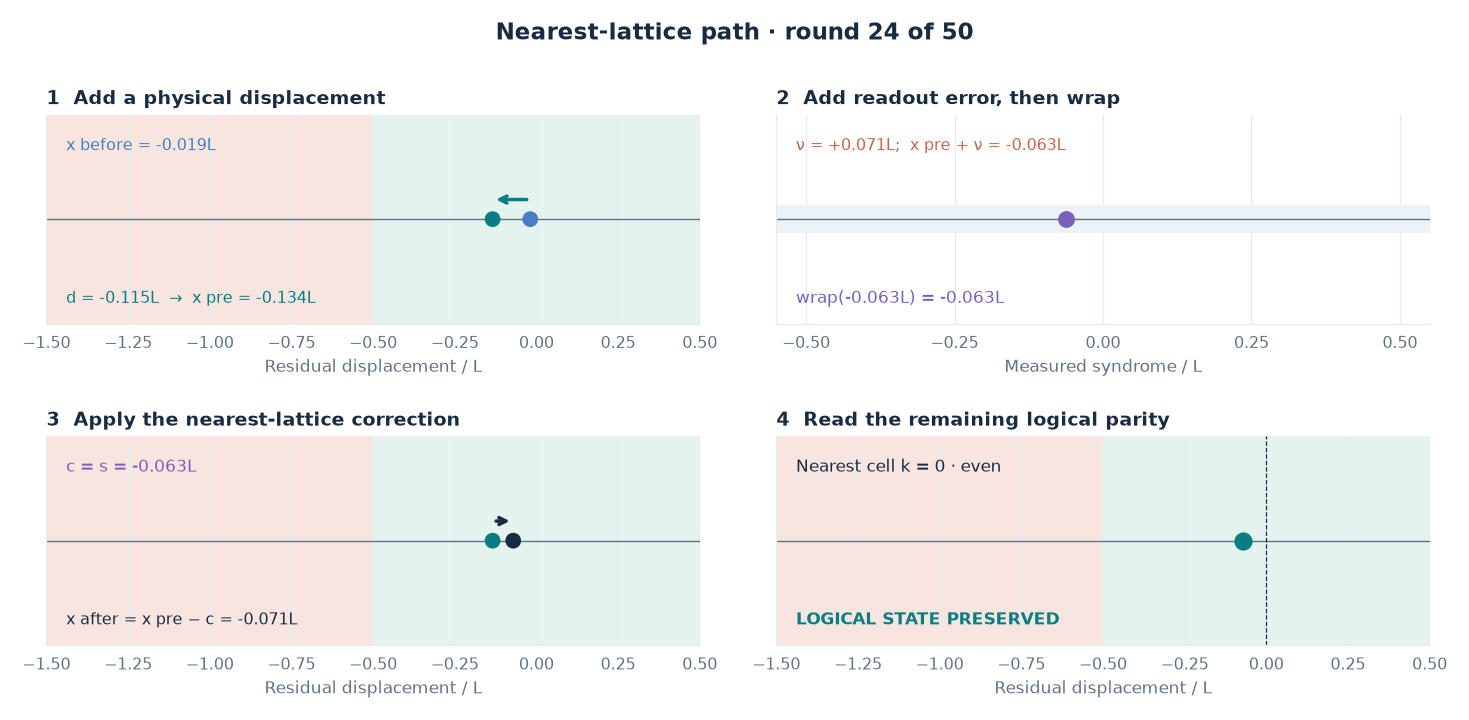 Nearest-lattice path · round 24 of 50
1 Add a physical displacement
x before = -0.019L
d = -0.115L → x pre = -0.134L
−1.50 −1.25 −1.00 −0.75 −0.50 −0.25 0.00 0.25 0.50
Residual displacement / L
2 Add readout error, then wrap
ν = +0.071L; x pre + ν = -0.063L
wrap(-0.063L) = -0.063L
−0.50 −0.25 0.00 0.25 0.50
Measured syndrome / L
3 Apply the nearest-lattice correction
c = s = -0.063L
x after = x pre − c = -0.071L
−1.50 −1.25 −1.00 −0.75 −0.50 −0.25 0.00 0.25 0.50
Residual displacement / L
4 Read the remaining logical parity
Nearest cell k = 0 · even
LOGICAL STATE PRESERVED
−1.50 −1.25 −1.00 −0.75 −0.50 −0.25 0.00 0.25 0.50
Residual displacement / L